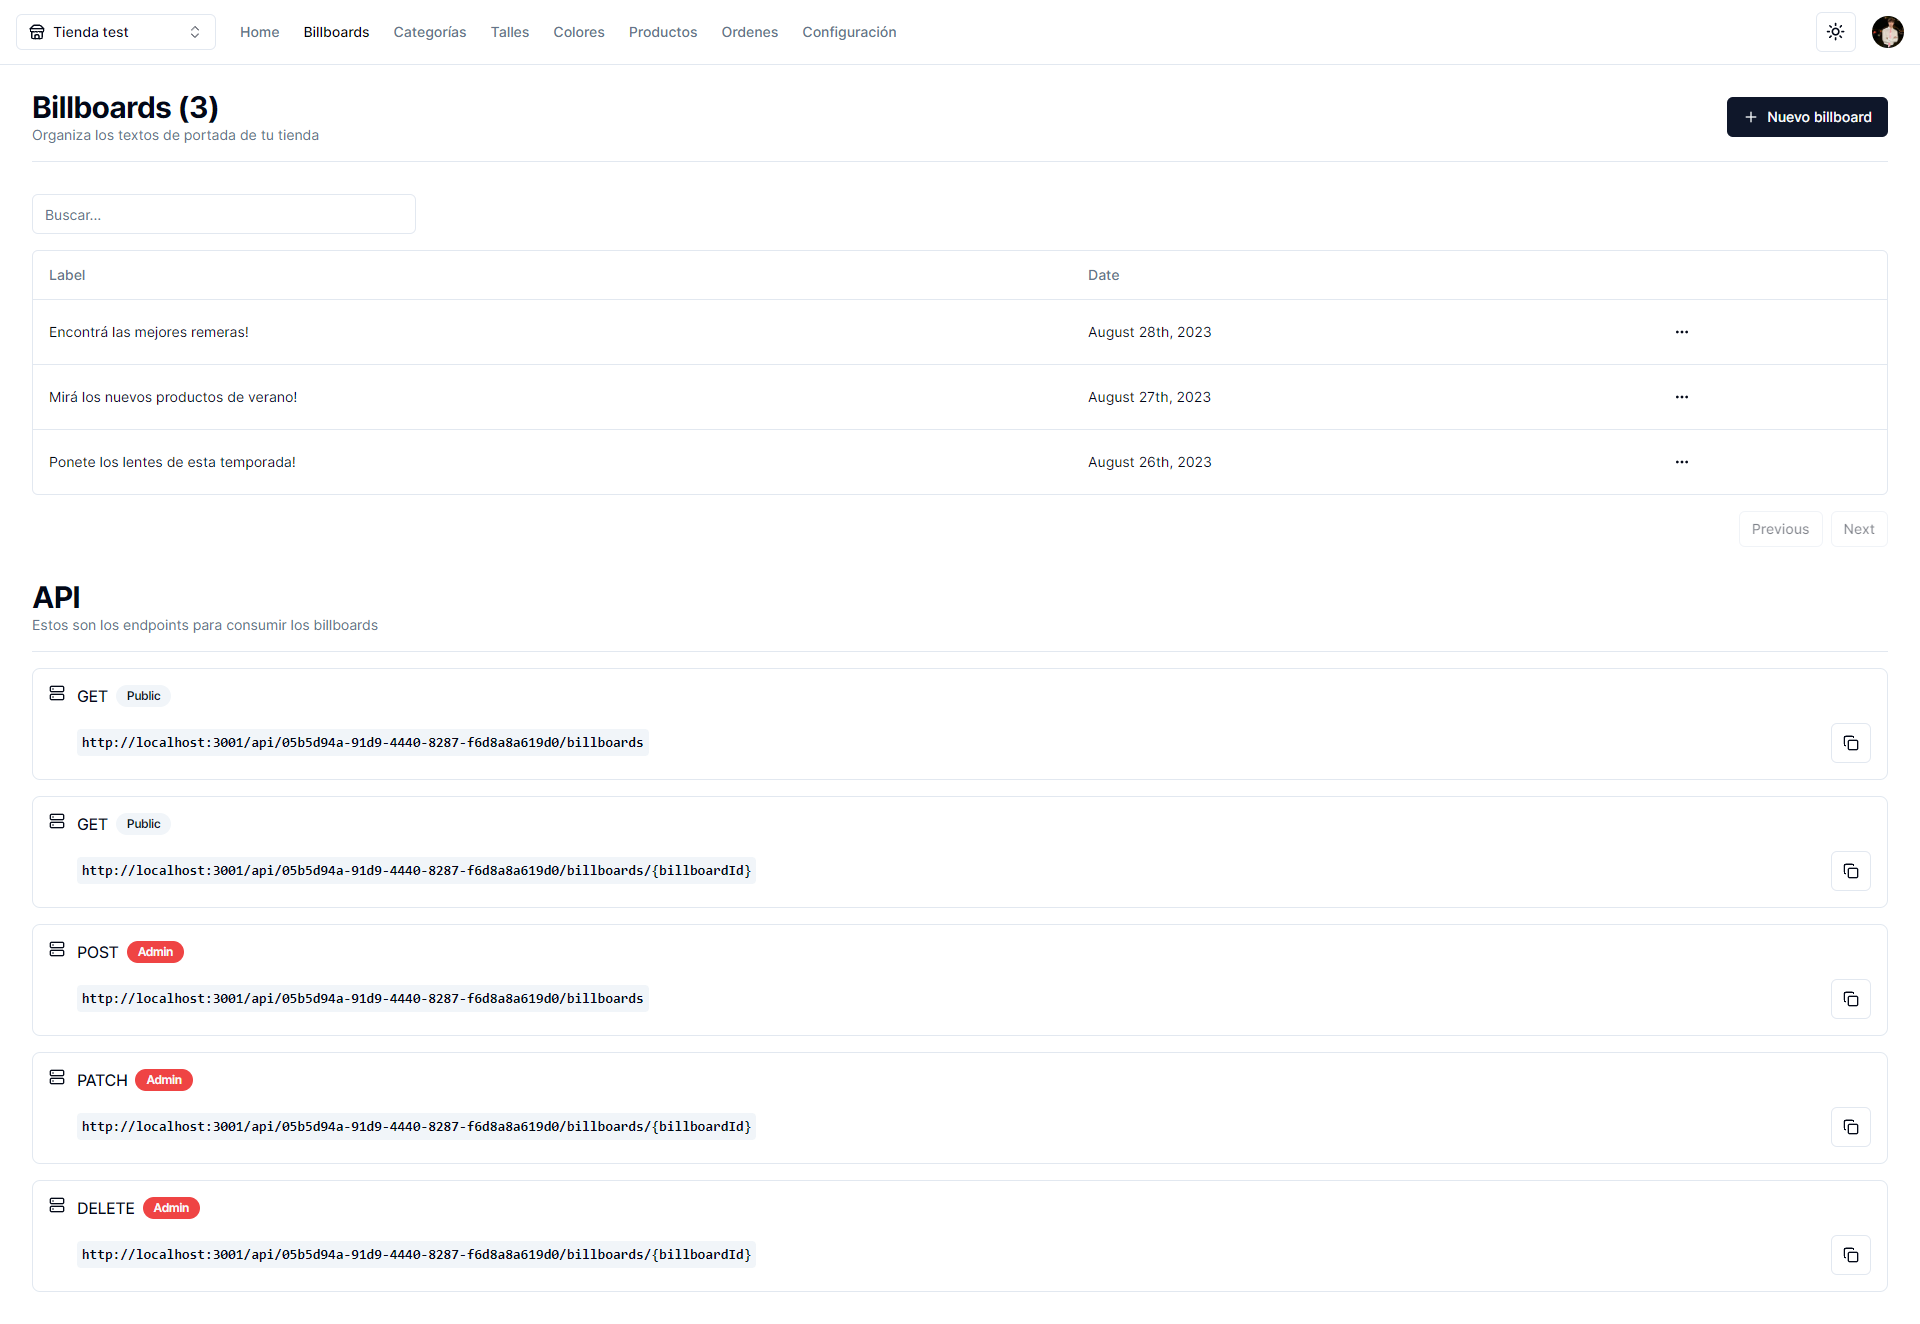 Tienda test
Home Billboards Categorías Talles Colores Productos Ordenes Configuración
Billboards (3)
Organiza los textos de portada de tu tienda
Nuevo billboard
Buscar...
Label Date
Encontrá las mejores remeras! August 28th, 2023
Mirá los nuevos productos de verano! August 27th, 2023
Ponete los lentes de esta temporada! August 26th, 2023
Previous Next
API
Estos son los endpoints para consumir los billboards
GET Public
http://localhost:3001/api/05b5d94a-91d9-4440-8287-f6d8a8a619d0/billboards
GET Public
http://localhost:3001/api/05b5d94a-91d9-4440-8287-f6d8a8a619d0/billboards/{billboardId}
POST Admin
http://localhost:3001/api/05b5d94a-91d9-4440-8287-f6d8a8a619d0/billboards
PATCH Admin
http://localhost:3001/api/05b5d94a-91d9-4440-8287-f6d8a8a619d0/billboards/{billboardId}
DELETE Admin
http://localhost:3001/api/05b5d94a-91d9-4440-8287-f6d8a8a619d0/billboards/{billboardId}